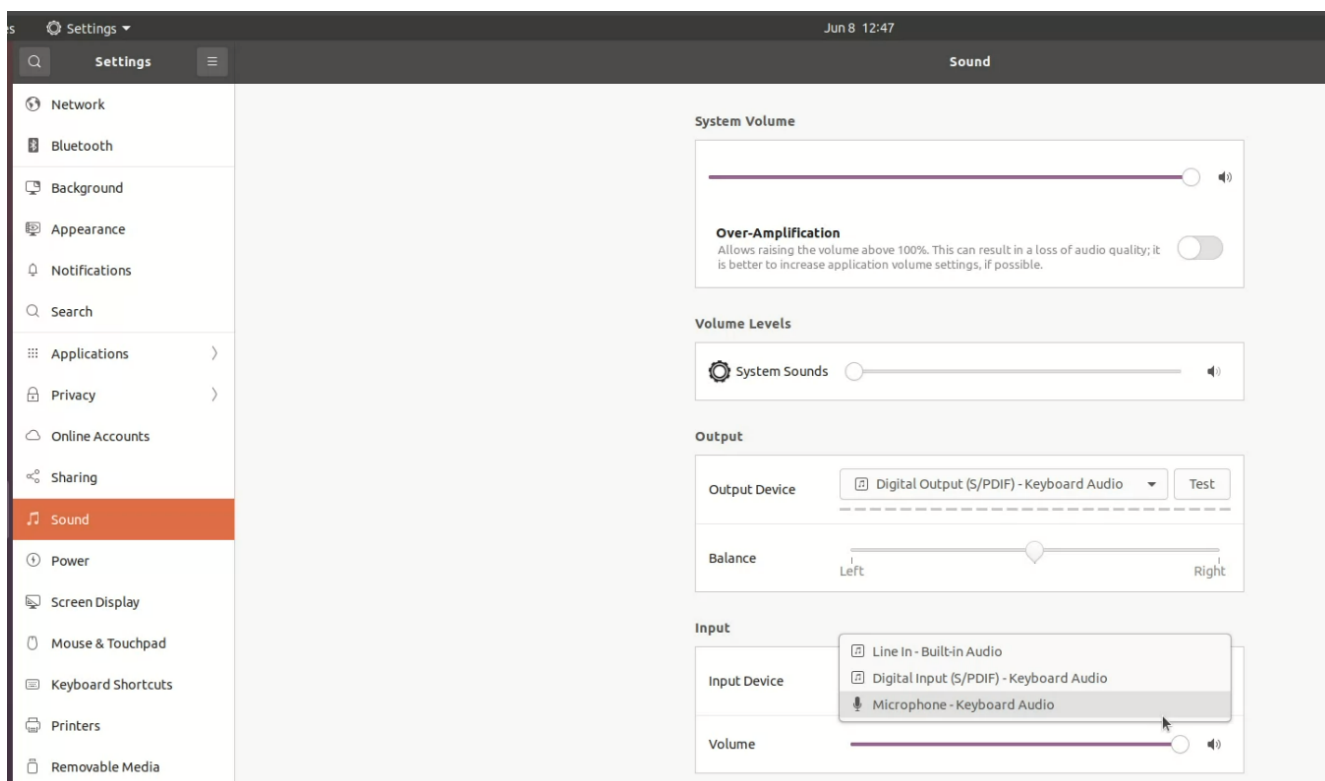 Settings
Jun 8 12:47
Settings
Sound
Network
Bluetooth
Background
Appearance
Notifications
Search
Applications
Privacy
Online Accounts
Sharing
Sound
Power
Screen Display
Mouse & Touchpad
Keyboard Shortcuts
Printers
Removable Media
System Volume
Over-Amplification
Allows raising the volume above 100%. This can result in a loss of audio quality; it
is better to increase application volume settings, if possible.
Volume Levels
System Sounds
Output
Output Device
Digital Output (S/PDIF) - Keyboard Audio
Test
Balance
Left
Right
Input
Input Device
Line In - Built-in Audio
Digital Input (S/PDIF) - Keyboard Audio
Microphone - Keyboard Audio
Volume